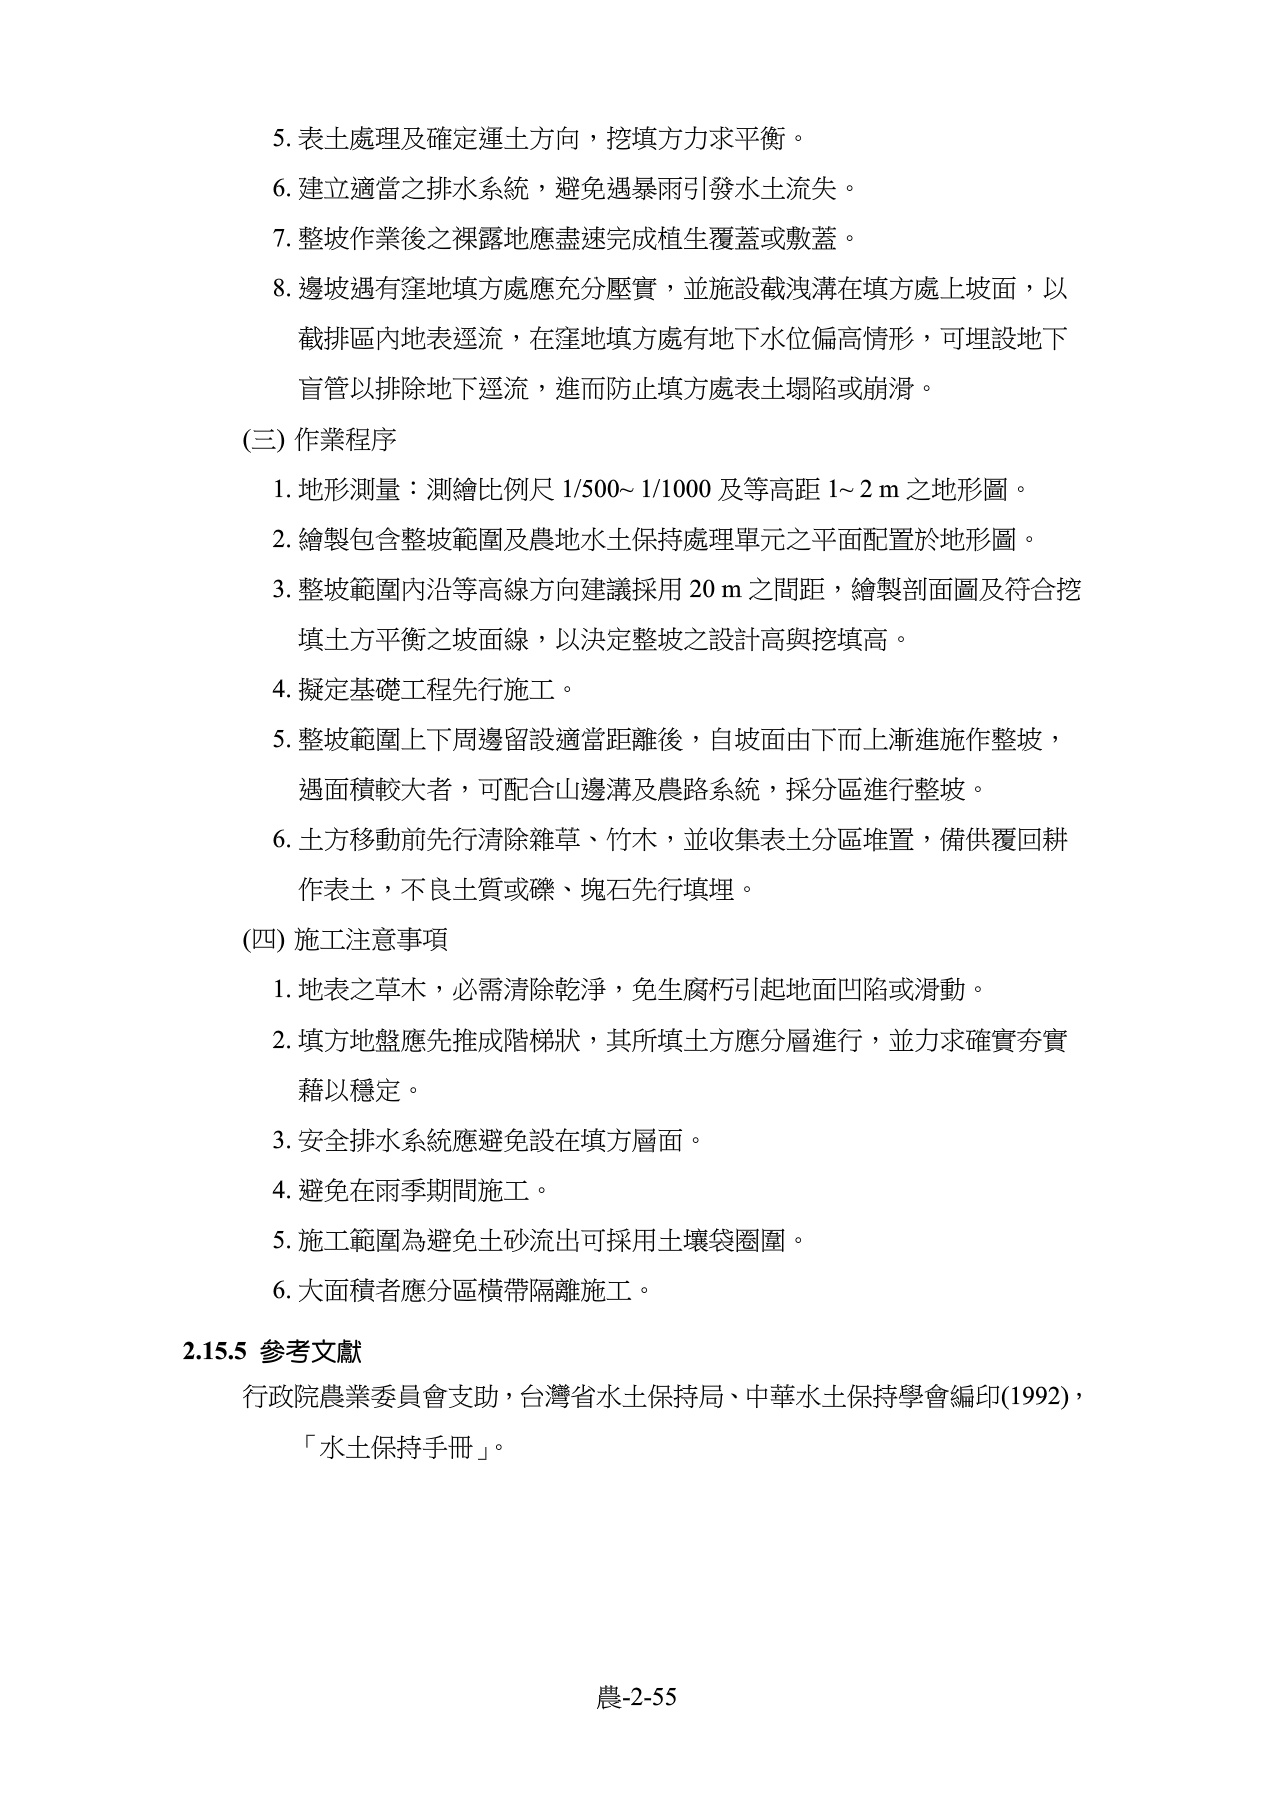 5. 表土處理及確定運土方向，挖填方力求平衡。
6. 建立適當之排水系統，避免遇暴雨引發水土流失。
7. 整坡作業後之裸露地應盡速完成植生覆蓋或敷蓋。
8. 邊坡遇有窪地填方處應充分壓實，並施設截洩溝在填方處上坡面，以
截排區內地表逕流，在窪地填方處有地下水位偏高情形，可埋設地下
盲管以排除地下逕流，進而防止填方處表土塌陷或崩滑。
(三) 作業程序
1. 地形測量：測繪比例尺 1/500~ 1/1000 及等高距 1~ 2 m 之地形圖。
2. 繪製包含整坡範圍及農地水土保持處理單元之平面配置於地形圖。
3. 整坡範圍內沿等高線方向建議採用 20 m 之間距，繪製剖面圖及符合挖
填土方平衡之坡面線，以決定整坡之設計高與挖填高。
4. 擬定基礎工程先行施工。
5. 整坡範圍上下周邊留設適當距離後，自坡面由下而上漸進施作整坡，
遇面積較大者，可配合山邊溝及農路系統，採分區進行整坡。
6. 土方移動前先行清除雜草、竹木，並收集表土分區堆置，備供覆回耕
作表土，不良土質或礫、塊石先行填埋。
(四) 施工注意事項
1. 地表之草木，必需清除乾淨，免生腐朽引起地面凹陷或滑動。
2. 填方地盤應先推成階梯狀，其所填土方應分層進行，並力求確實夯實
藉以穩定。
3. 安全排水系統應避免設在填方層面。
4. 避免在雨季期間施工。
5. 施工範圍為避免土砂流出可採用土壤袋圈圍。
6. 大面積者應分區橫帶隔離施工。
2.15.5 參考文獻
行政院農業委員會支助，台灣省水土保持局、中華水土保持學會編印(1992)，
「水土保持手冊」。
農-2-55